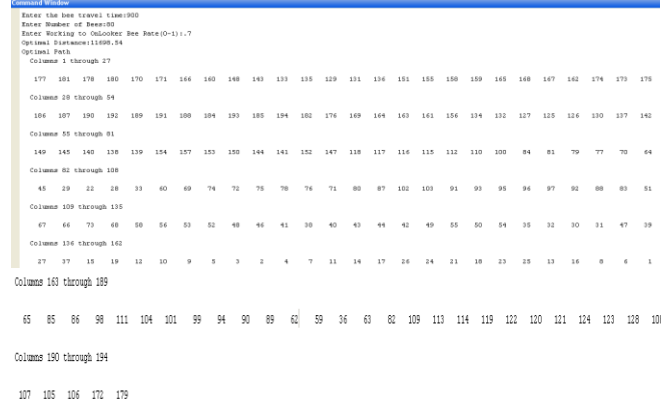 Command Window
Enter the bee travel time:900
Enter Number of Bees:80
Enter Working to OnLooker Bee Rate(0-1):.7
Optimal Distance:11698.54
Optimal Path
Columns 1 through 27
177 181 178 180 170 171 166 160 148 143 133 135 129 131 136 151 155 158 159 165 168 167 162 174 173 175
Columns 28 through 54
186 187 190 192 189 191 188 184 193 185 194 182 176 169 164 163 161 156 134 132 127 125 126 130 137 142
Columns 55 through 81
149 145 140 138 139 154 157 153 150 144 141 152 147 118 117 116 115 112 110 100 84 81 79 77 70 64
Columns 82 through 108
45 29 22 28 33 60 69 74 72 75 78 76 71 80 87 102 103 91 93 95 96 97 92 88 83 51
Columns 109 through 135
67 66 73 68 58 56 53 52 48 46 41 38 40 43 44 42 49 55 50 54 35 32 30 31 47 39
Columns 136 through 162
27 37 15 19 12 10 9 5 3 2 4 7 11 14 17 26 24 21 18 23 25 13 16 8 6 1
Columns 163 through 189
65 85 86 98 111 104 101 99 94 90 89 62 59 36 63 82 109 113 114 119 122 120 121 124 123 128
Columns 190 through 194
107 105 106 172 179